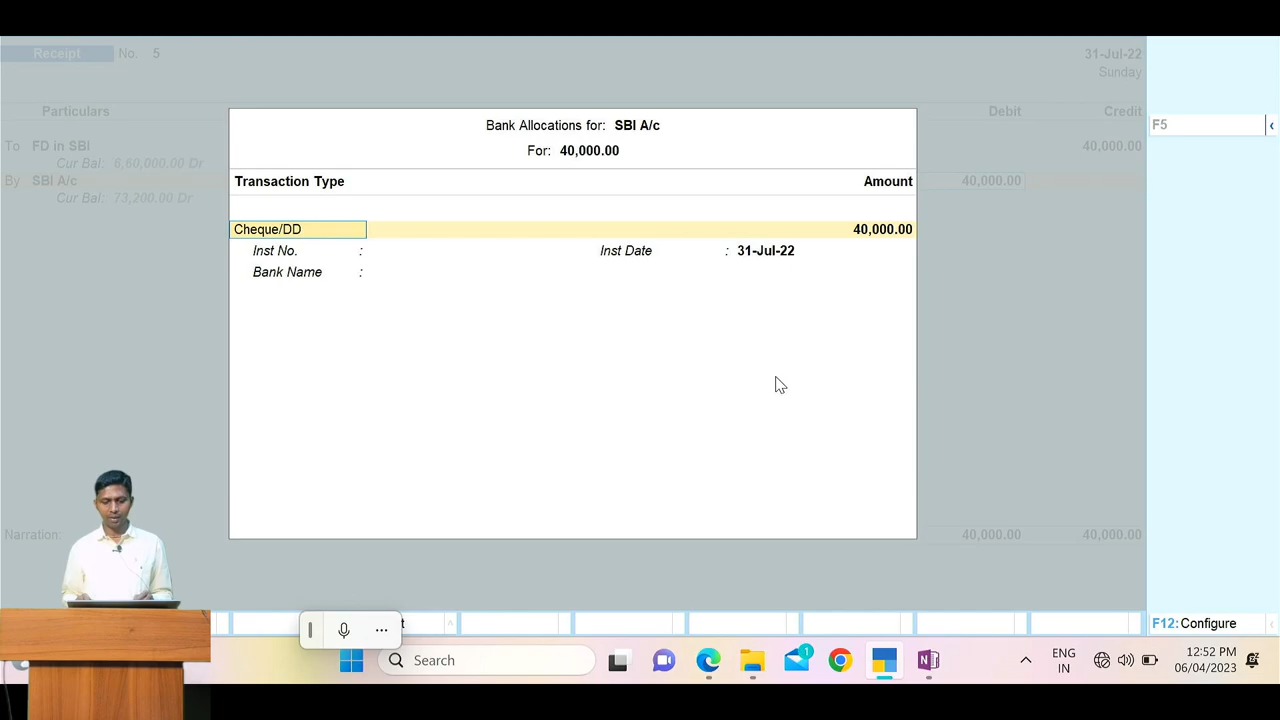 Receipt No. 5 31-Jul-22
Sunday
Particulars Debit Credit
To FD in SBI 40,000.00
Cur Bal: 6,60,000.00 Dr
By SBI A/c 40,000.00
Cur Bal: 73,200.00 Dr
Bank Allocations for: SBI A/c
For: 40,000.00
Transaction Type Amount
Cheque/DD 40,000.00
Inst No. : Inst Date : 31-Jul-22
Bank Name :
F5
Narration: 40,000.00 40,000.00
F12: Configure
Search
1
ENG
IN
12:52 PM
06/04/2023